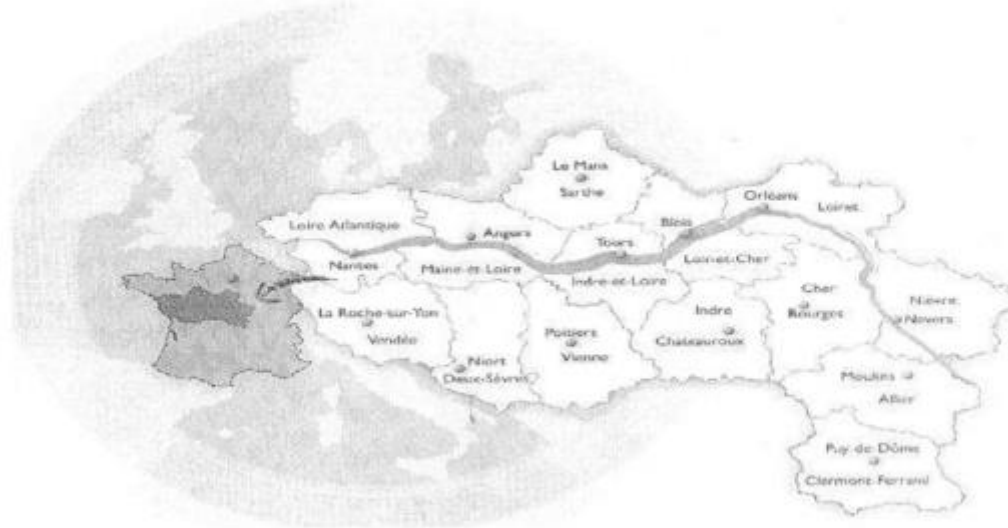 Le Mans
Sarthe
Orléans
Loiret
Blois
Loire Atlantique
Angers
Tours
Nantes
Maine-et-Loire
Indre-et-Loire
Loir-et-Cher
La Roche-sur-Yon
Vendée
Niort
Deux-Sèvres
Poitiers
Vienne
Indre
Chateauroux
Cher
Bourges
Nièvre
Nevers
Moulins
Allier
Puy-de-Dôme
Clermont-Ferrand